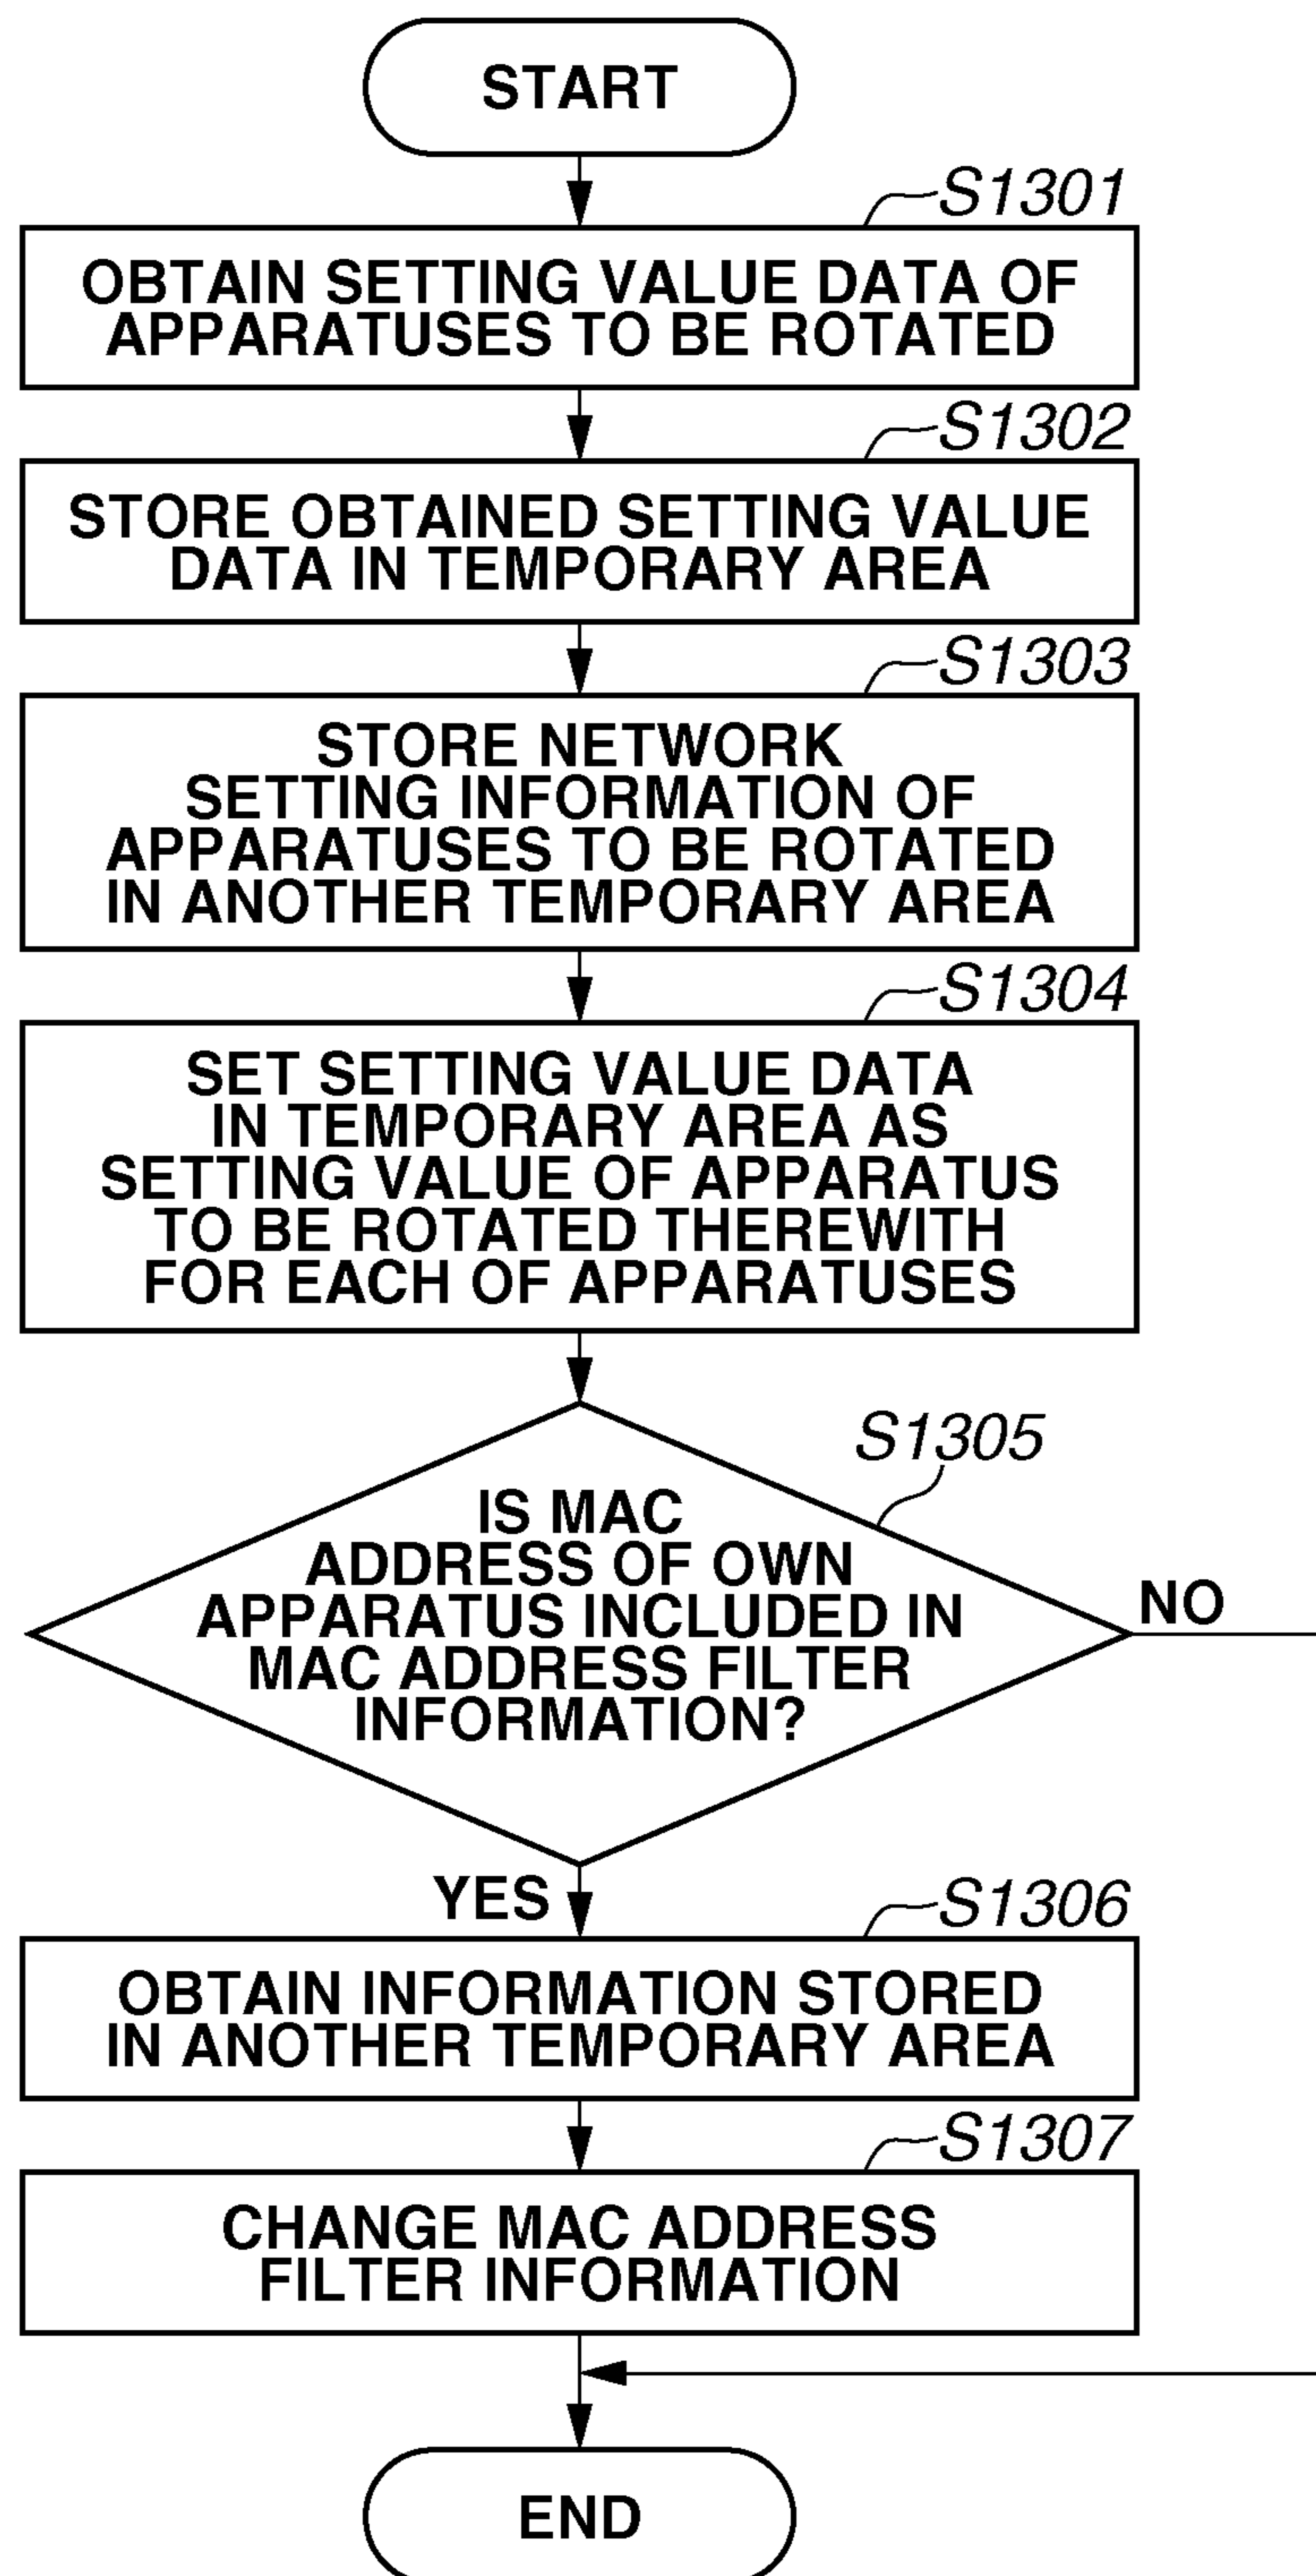 START
S1301
OBTAIN SETTING VALUE DATA OF
APPARATUSES TO BE ROTATED
S1302
STORE OBTAINED SETTING VALUE
DATA IN TEMPORARY AREA
S1303
STORE NETWORK
SETTING INFORMATION OF
APPARATUSES TO BE ROTATED
IN ANOTHER TEMPORARY AREA
S1304
SET SETTING VALUE DATA
IN TEMPORARY AREA AS
SETTING VALUE OF APPARATUS
TO BE ROTATED THEREWITH
FOR EACH OF APPARATUSES
S1305
IS MAC
ADDRESS OF OWN
APPARATUS INCLUDED IN
MAC ADDRESS FILTER
INFORMATION?
NO
YES
S1306
OBTAIN INFORMATION STORED
IN ANOTHER TEMPORARY AREA
S1307
CHANGE MAC ADDRESS
FILTER INFORMATION
END